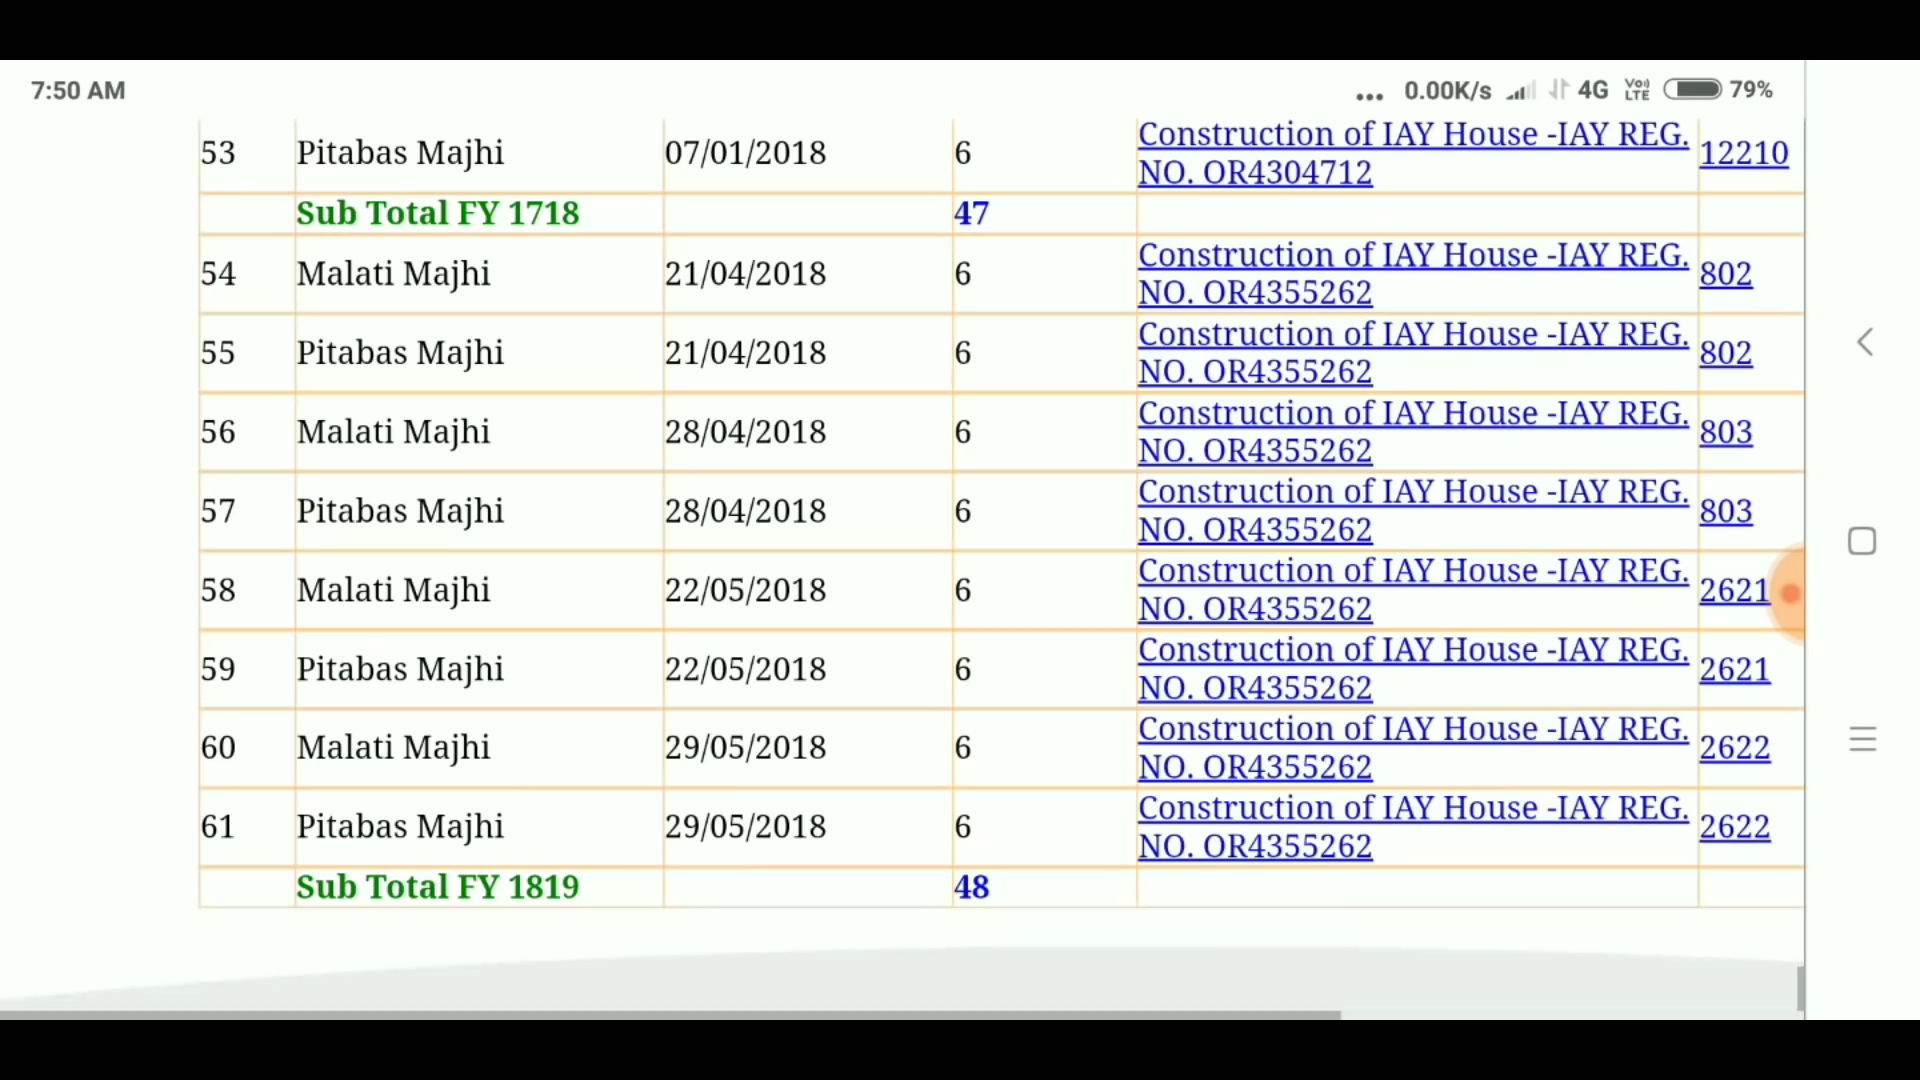 7:50 AM
... 0.00K/s 4G VoLTE 79%
53 Pitabas Majhi 07/01/2018 6 Construction of IAY House -IAY REG. NO. OR4304712 12210
Sub Total FY 1718 47
54 Malati Majhi 21/04/2018 6 Construction of IAY House -IAY REG. NO. OR4355262 802
55 Pitabas Majhi 21/04/2018 6 Construction of IAY House -IAY REG. NO. OR4355262 802
56 Malati Majhi 28/04/2018 6 Construction of IAY House -IAY REG. NO. OR4355262 803
57 Pitabas Majhi 28/04/2018 6 Construction of IAY House -IAY REG. NO. OR4355262 803
58 Malati Majhi 22/05/2018 6 Construction of IAY House -IAY REG. NO. OR4355262 2621
59 Pitabas Majhi 22/05/2018 6 Construction of IAY House -IAY REG. NO. OR4355262 2621
60 Malati Majhi 29/05/2018 6 Construction of IAY House -IAY REG. NO. OR4355262 2622
61 Pitabas Majhi 29/05/2018 6 Construction of IAY House -IAY REG. NO. OR4355262 2622
Sub Total FY 1819 48